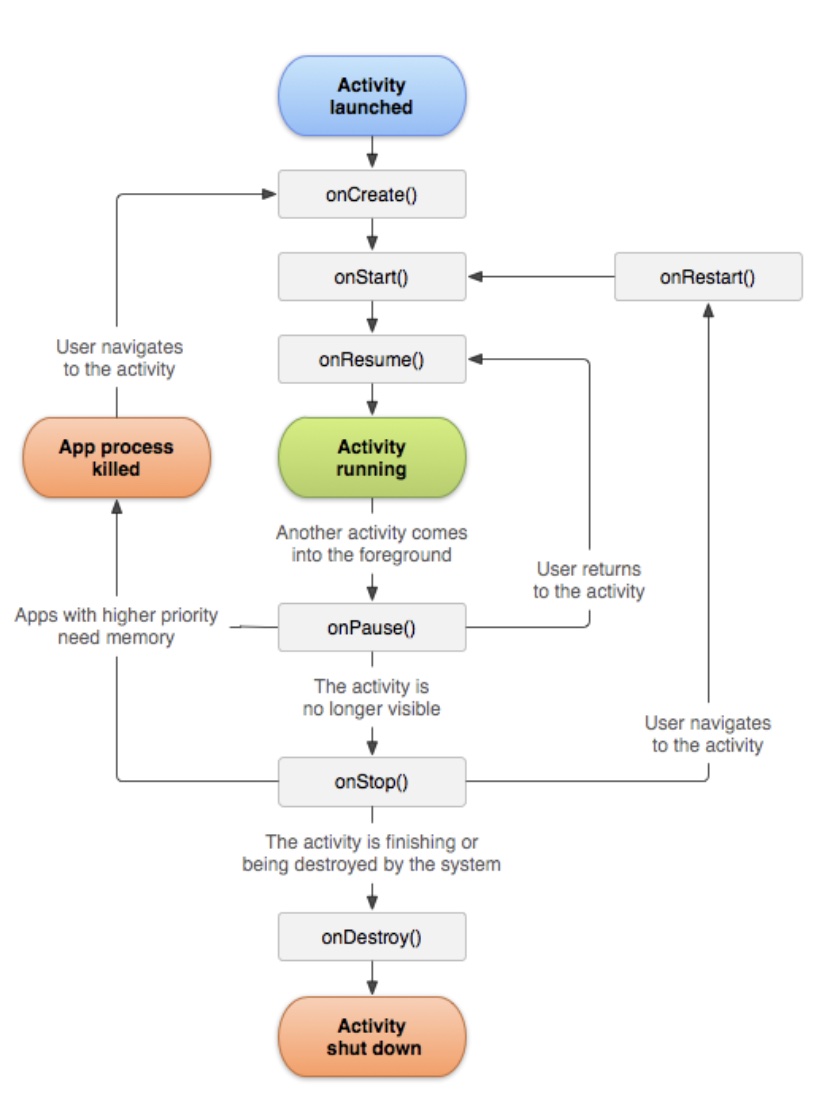 Activity
launched
onCreate()
onStart()
onRestart()
User navigates
to the activity
onResume()
App process
killed
Activity
running
Another activity comes
into the foreground
User returns
to the activity
Apps with higher priority
need memory
onPause()
The activity is
no longer visible
User navigates
to the activity
onStop()
The activity is finishing or
being destroyed by the system
onDestroy()
Activity
shut down